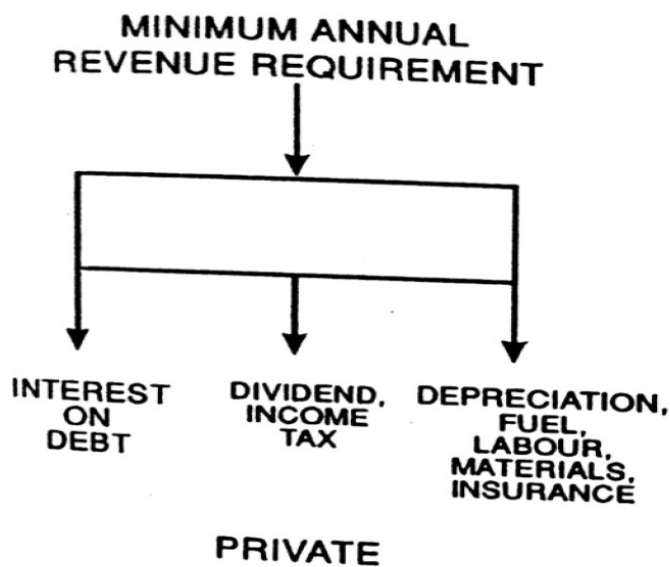 MINIMUM ANNUAL
REVENUE REQUIREMENT
INTEREST
ON
DEBT
DIVIDEND,
INCOME
TAX
DEPRECIATION,
FUEL,
LABOUR,
MATERIALS,
INSURANCE
PRIVATE